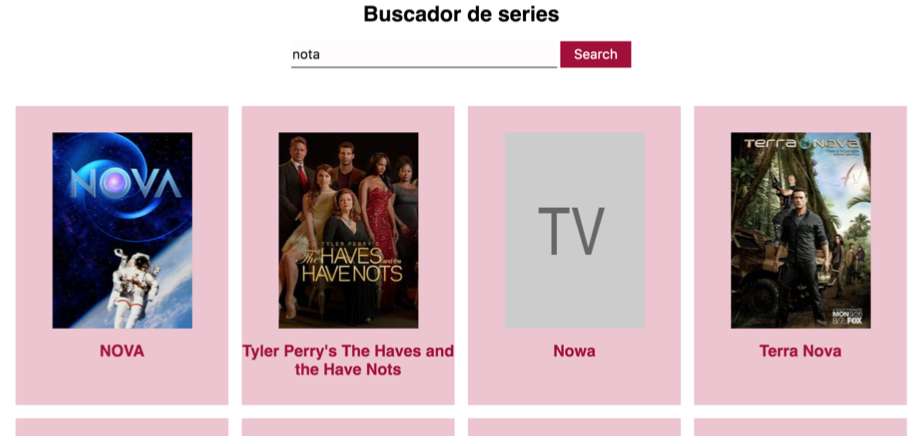 Buscador de series
nota
Search
NOVA
TYLER PERRY'S
The HAVES and the
HAVE NOTS
TV
TERRA NOVA
MON
8/7c FOX
NOVA
Tyler Perry's The Haves and
the Have Nots
Nowa
Terra Nova